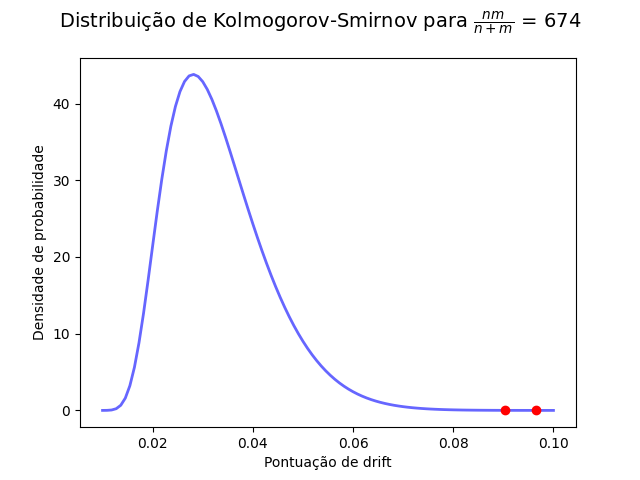 Distribuição de Kolmogorov-Smirnov para nm/(n+m) = 674
40
30
20
10
0
Densidade de probabilidade
0.02 0.04 0.06 0.08 0.10
Pontuação de drift